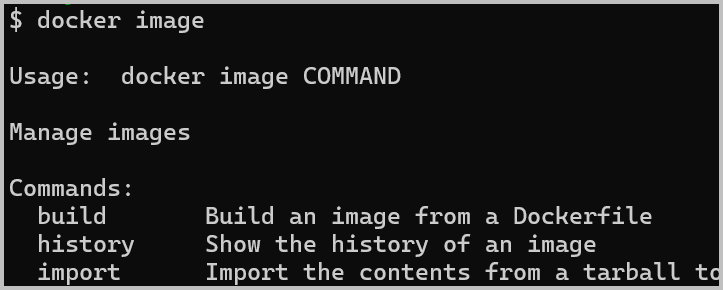 $ docker image
Usage:  docker image COMMAND
Manage images
Commands:
  build       Build an image from a Dockerfile
  history     Show the history of an image
  import      Import the contents from a tarball to